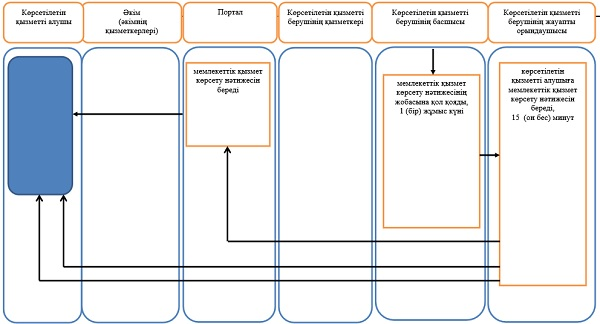 Көрсетілетін
қызметті алушы
Әкім
(әкімнің
қызметкерлері)
Портал
Көрсетілетін қызметті
берушінің қызметкері
Көрсетілетін қызметті
берушінің басшысы
Көрсетілетін қызметті
берушінің жауапты
орындаушысы
мемлекеттік қызмет
көрсету нәтижесін
береді
мемлекеттік қызмет
көрсету нәтижесінің
жобасына қол қояды,
1 (бір) жұмыс күні
көрсетілетін
қызметті алушыға
мемлекеттік қызмет
көрсету нәтижесін
береді,
15 (он бес) минут